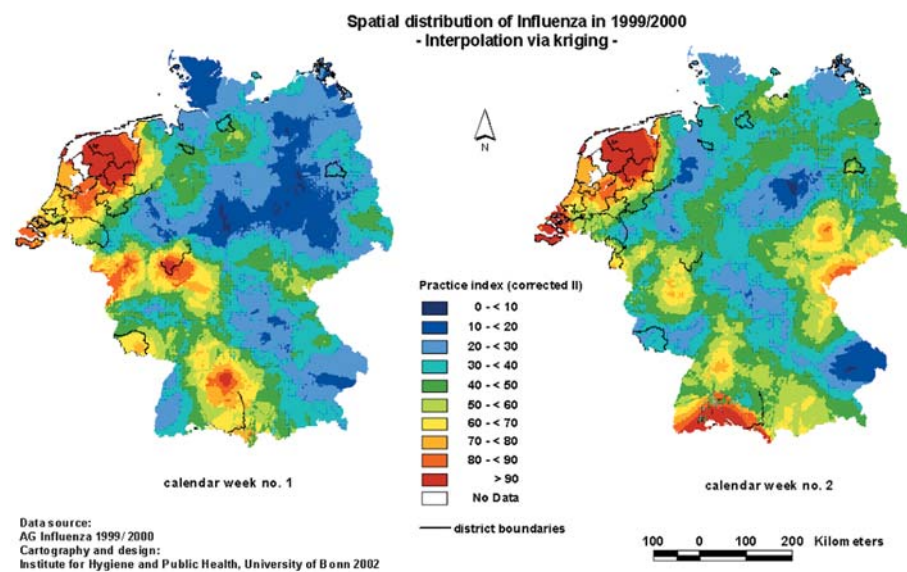 Spatial distribution of Influenza in 1999/2000
- Interpolation via kriging -
N
Practice index (corrected II)
0 - < 10
10 - < 20
20 - < 30
30 - < 40
40 - < 50
50 - < 60
60 - < 70
70 - < 80
80 - < 90
> 90
No Data
district boundaries
calendar week no. 1
calendar week no. 2
Data source:
AG Influenza 1999/ 2000
Cartography and design:
Institute for Hygiene and Public Health, University of Bonn 2002
100 0 100 200 Kilometers